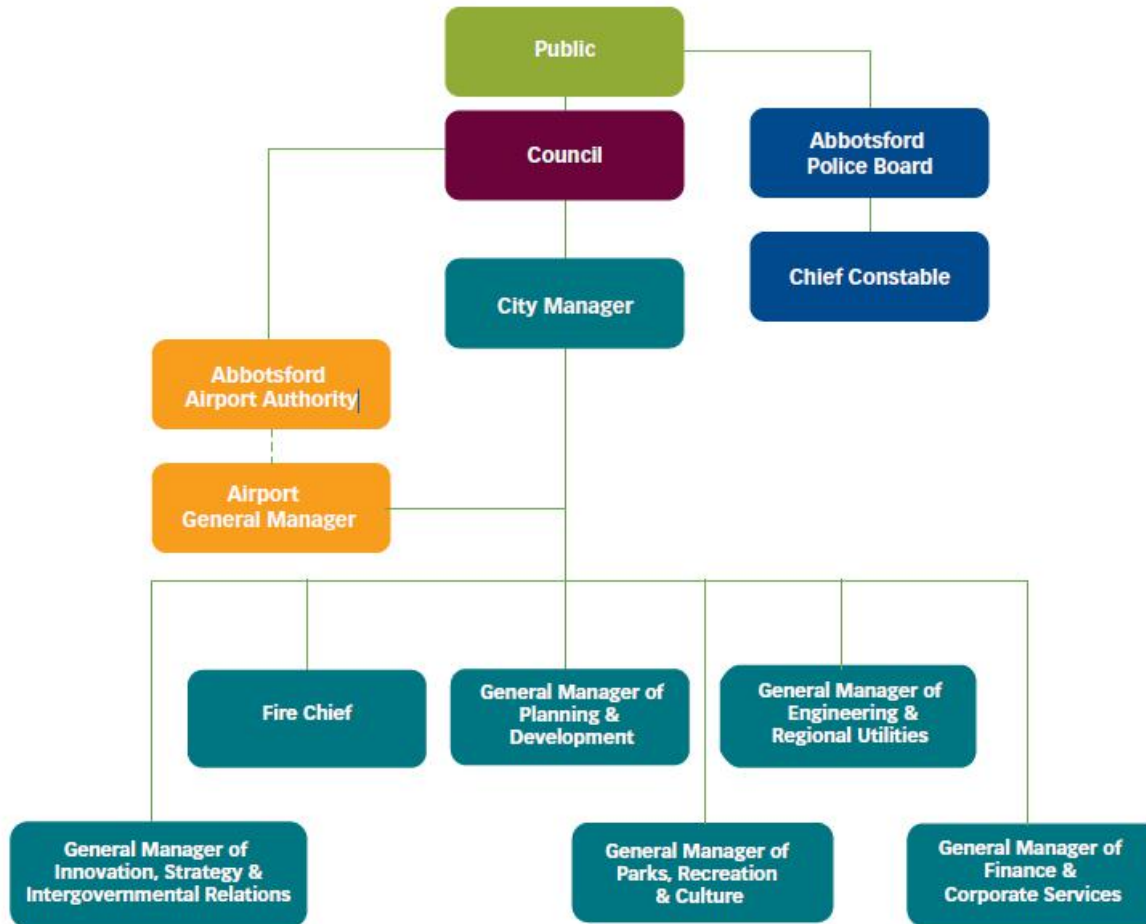 Public
Council
Abbotsford
Police Board
Chief Constable
City Manager
Abbotsford
Airport Authority
Airport
General Manager
Fire Chief
General Manager of
Planning &
Development
General Manager of
Engineering &
Regional Utilities
General Manager of
Innovation, Strategy &
Intergovernmental Relations
General Manager of
Parks, Recreation
& Culture
General Manager of
Finance &
Corporate Services